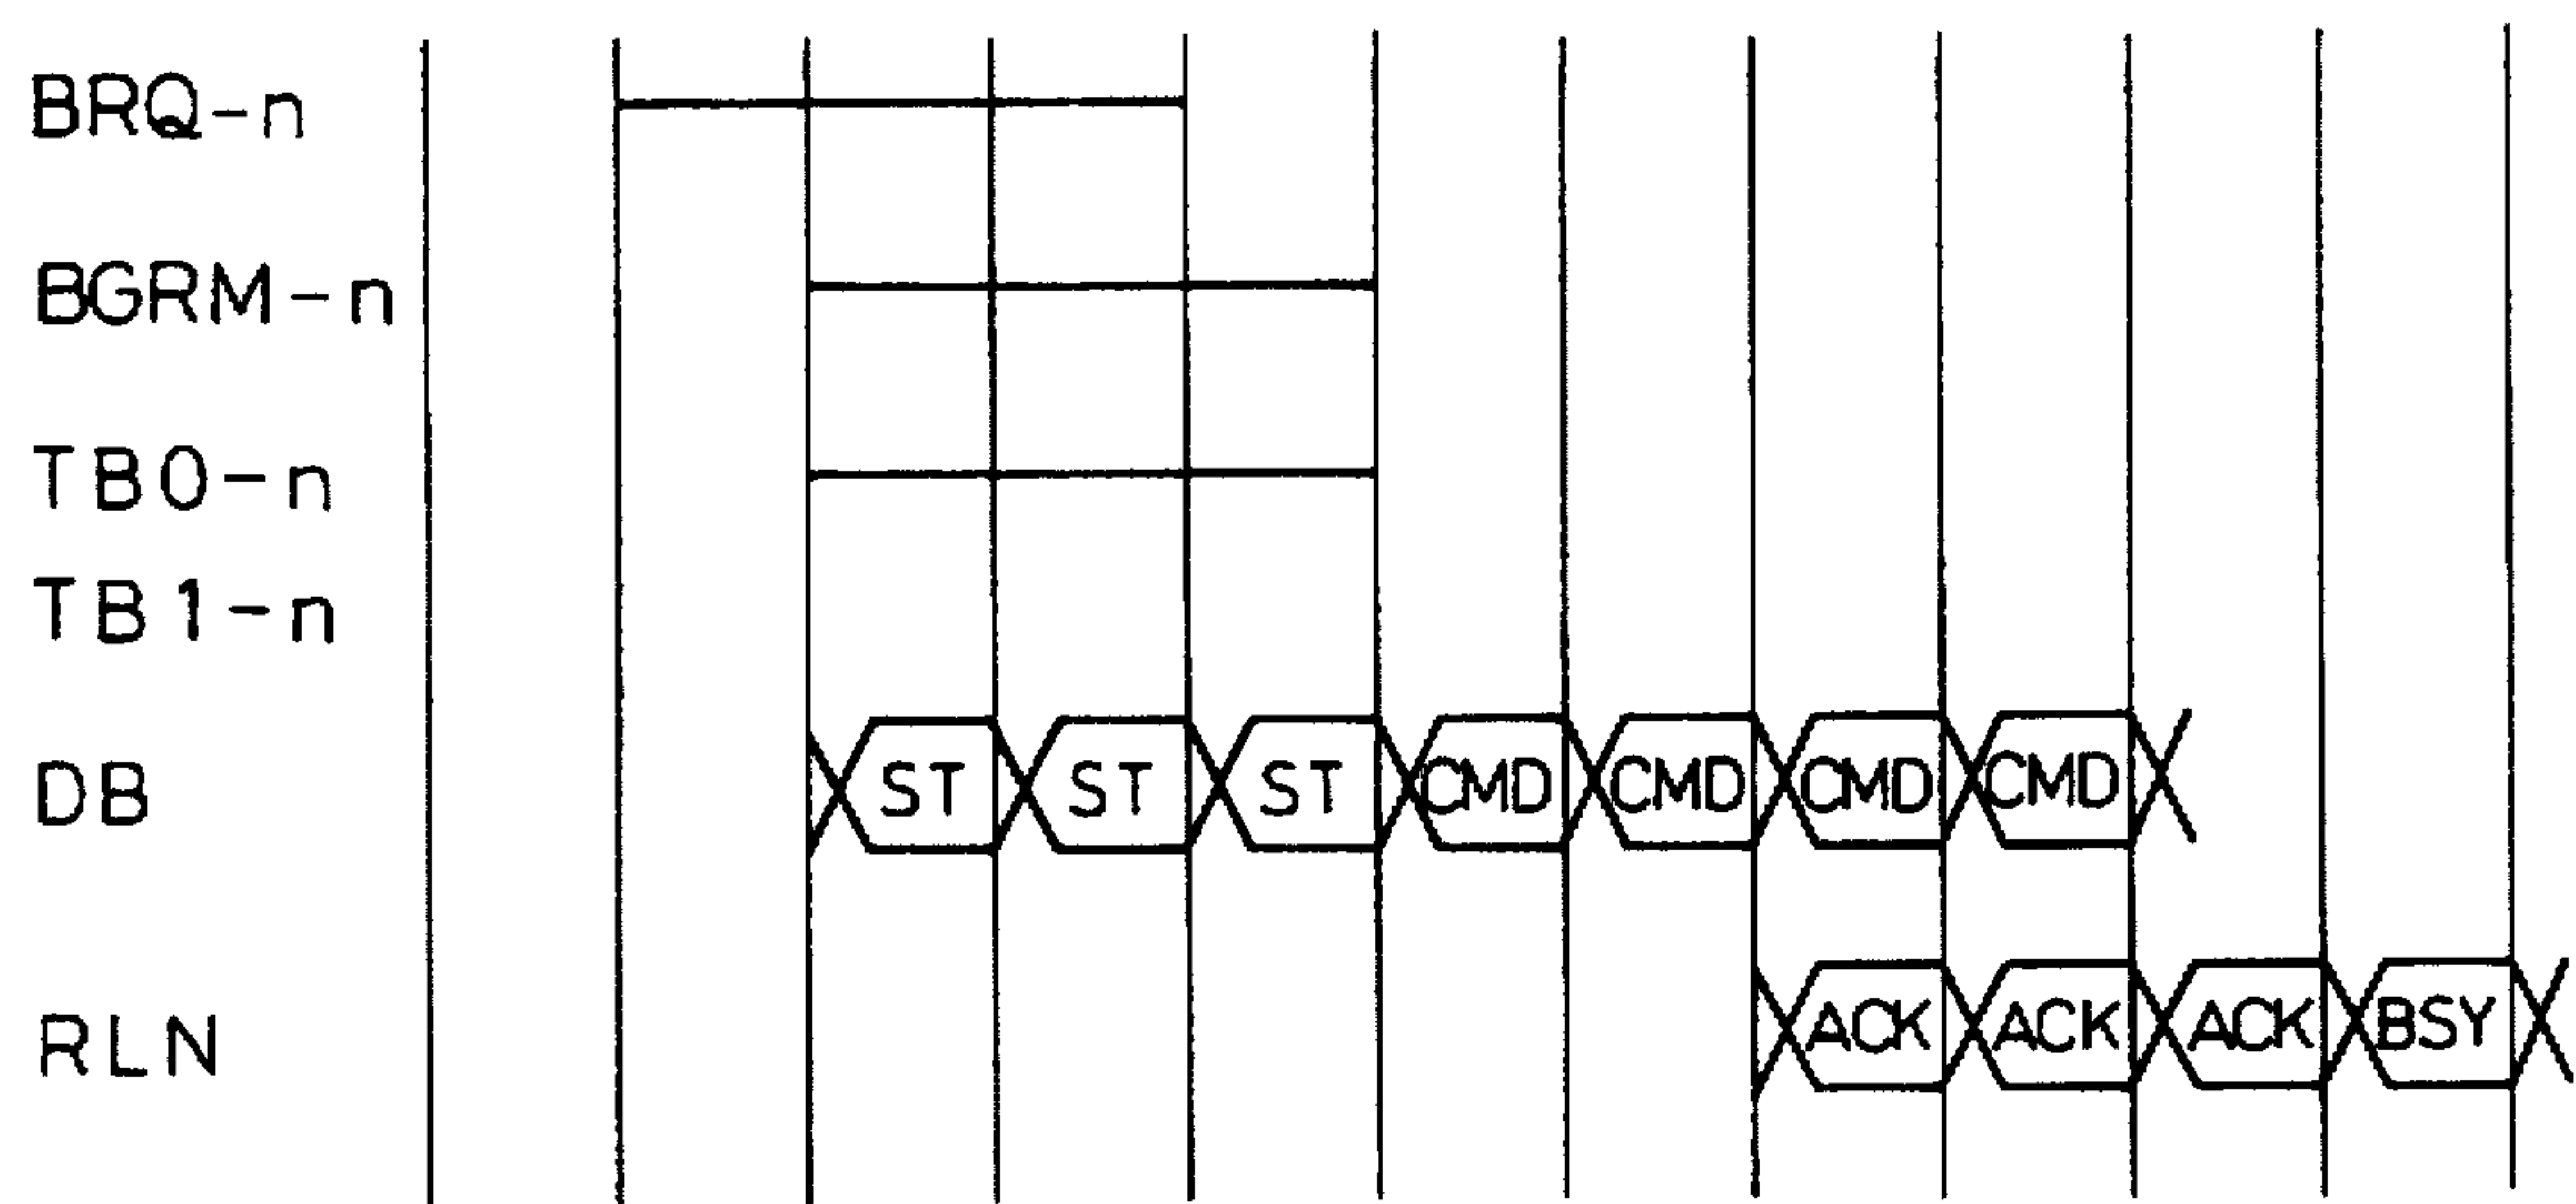 BRQ-n
BGRM-n
TB0-n
TB1-n
DB ST ST ST CMD CMD CMD CMD
RLN ACK ACK ACK BSY